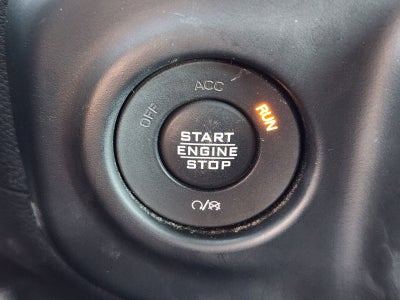 ACC
OFF
RUN
START
ENGINE
STOP